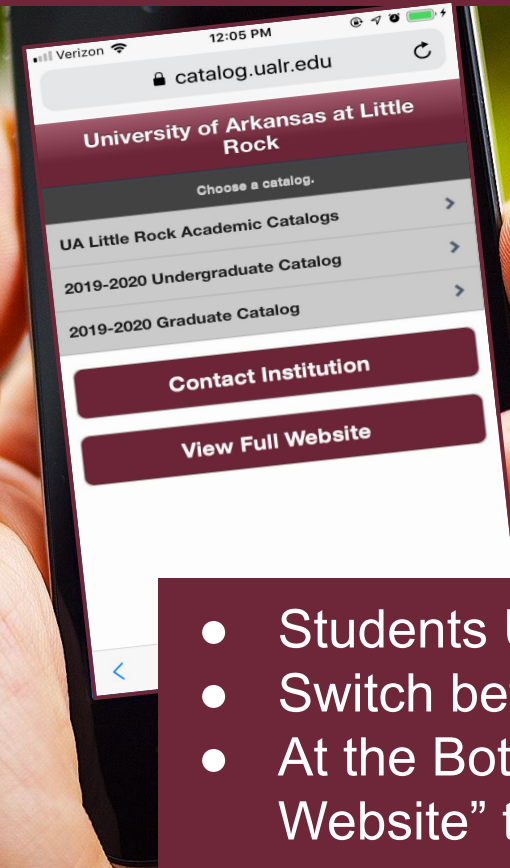 Verizon 12:05 PM
catalog.ualr.edu
University of Arkansas at Little
Rock
Choose a catalog.
UA Little Rock Academic Catalogs
2019-2020 Undergraduate Catalog
2019-2020 Graduate Catalog
Contact Institution
View Full Website
● Students
● Switch
● At the
Website”